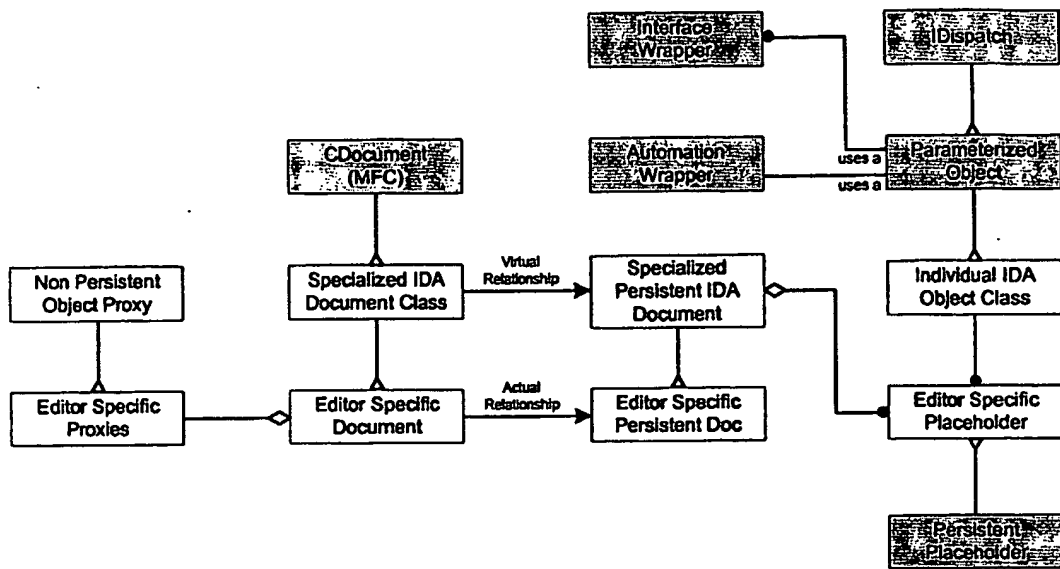 Interface
Wrapper
IDispatch
uses a
Automation
Wrapper
uses a
Parameterized
Object
CDocument
(MFC)
Non Persistent
Object Proxy
Specialized IDA
Document Class
Virtual
Relationship
Specialized
Persistent IDA
Document
Individual IDA
Object Class
Editor Specific
Proxies
Editor Specific
Document
Actual
Relationship
Editor Specific
Persistent Doc
Editor Specific
Placeholder
Persistent
Placeholder